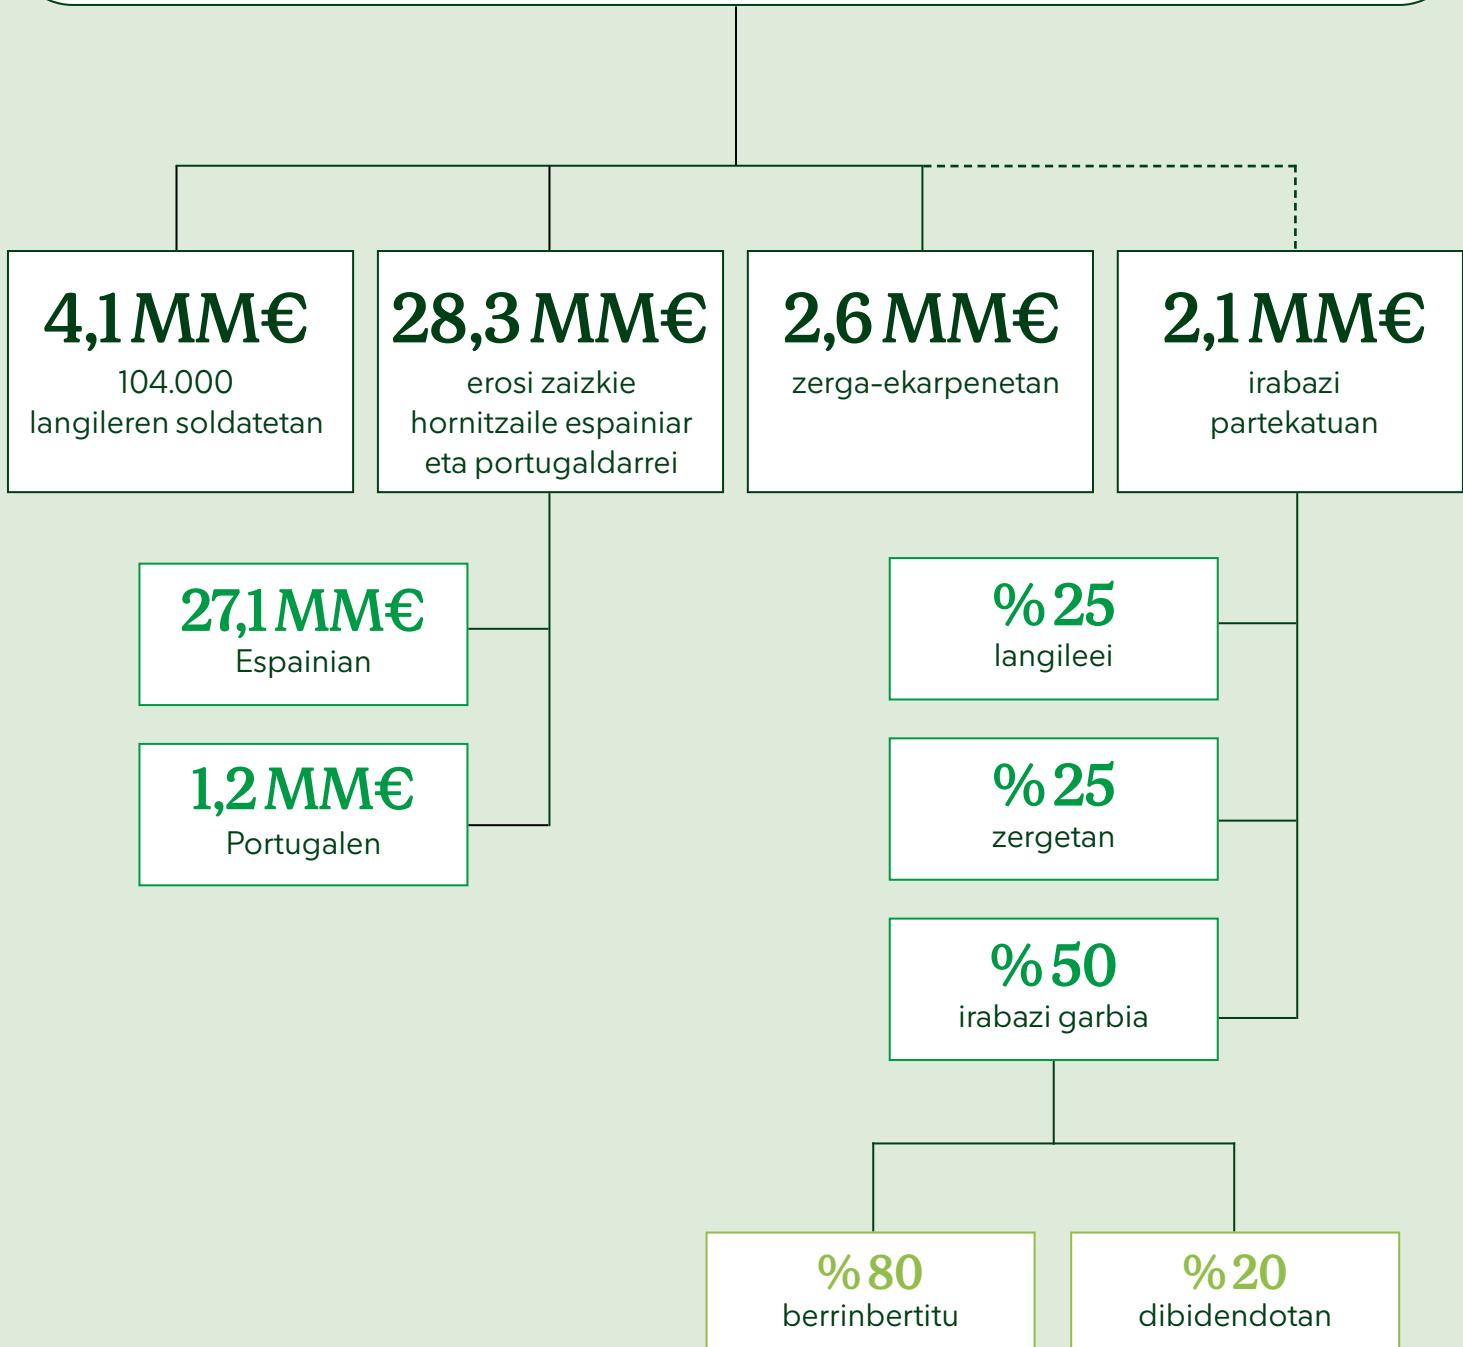 4,1 MM€
104.000
langileren soldatetan
28,3 MM€
erosi zaizkie
hornitzaile espainiar
eta portugaldarrei
2,6 MM€
zerga-ekarpenetan
2,1 MM€
irabazi
partekatuan
27,1 MM€
Espainian
1,2 MM€
Portugalen
% 25
langileei
% 25
zergetan
% 50
irabazi garbia
% 80
berrinbertitu
% 20
dibidendotan